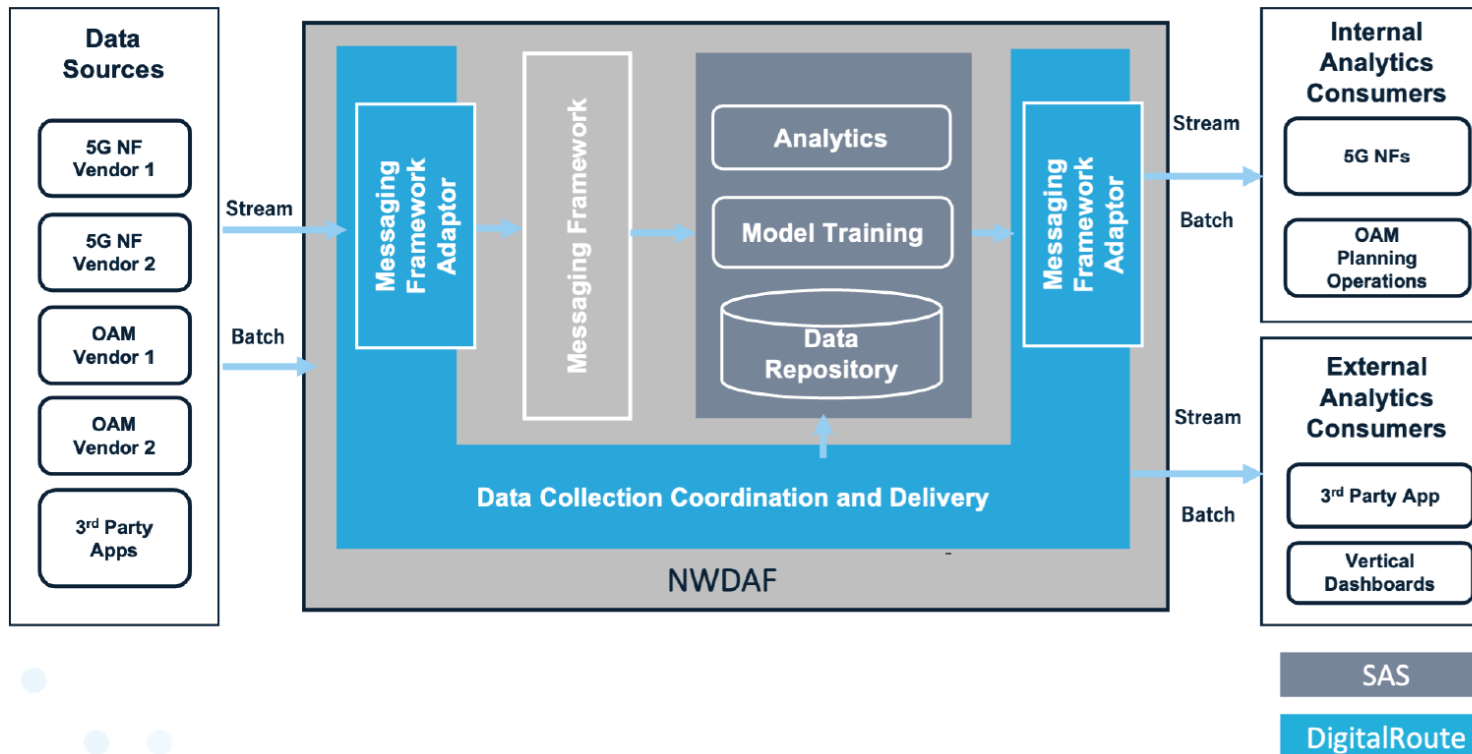 Data
Sources
5G NF
Vendor 1
5G NF
Vendor 2
OAM
Vendor 1
OAM
Vendor 2
3rd Party
Apps
Stream
Batch
Messaging
Framework
Adaptor
Messaging Framework
Analytics
Model Training
Data
Repository
Messaging
Framework
Adaptor
Data Collection Coordination and Delivery
NWDAF
Stream
Batch
Stream
Batch
Internal
Analytics
Consumers
5G NFs
OAM
Planning
Operations
External
Analytics
Consumers
3rd Party App
Vertical
Dashboards
SAS
DigitalRoute